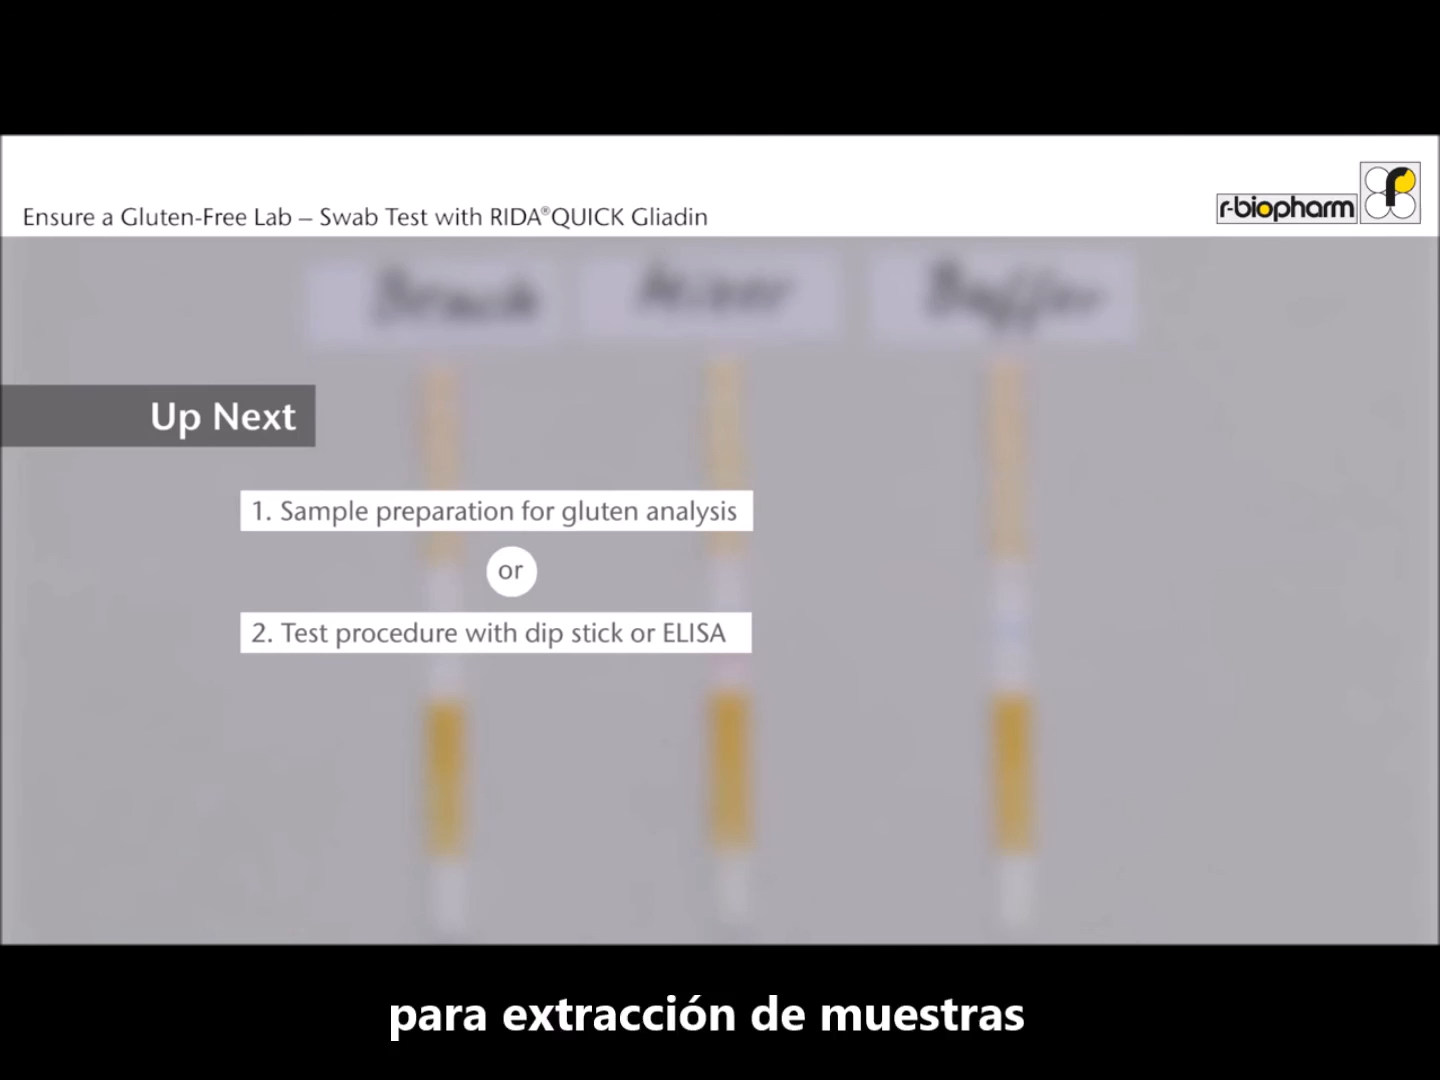 Ensure a Gluten-Free Lab – Swab Test with RIDA®QUICK Gliadin
r-biopharm
Buffer
Up Next
1. Sample preparation for gluten analysis
or
2. Test procedure with dip stick or ELISA
para extracción de muestras